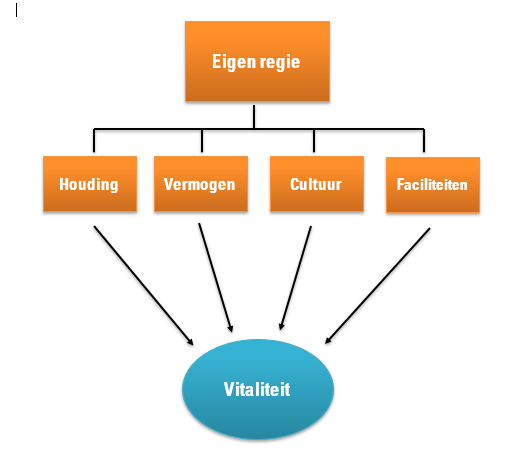 Eigen regie
Houding
Vermogen
Cultuur
Faciliteiten
Vitaliteit